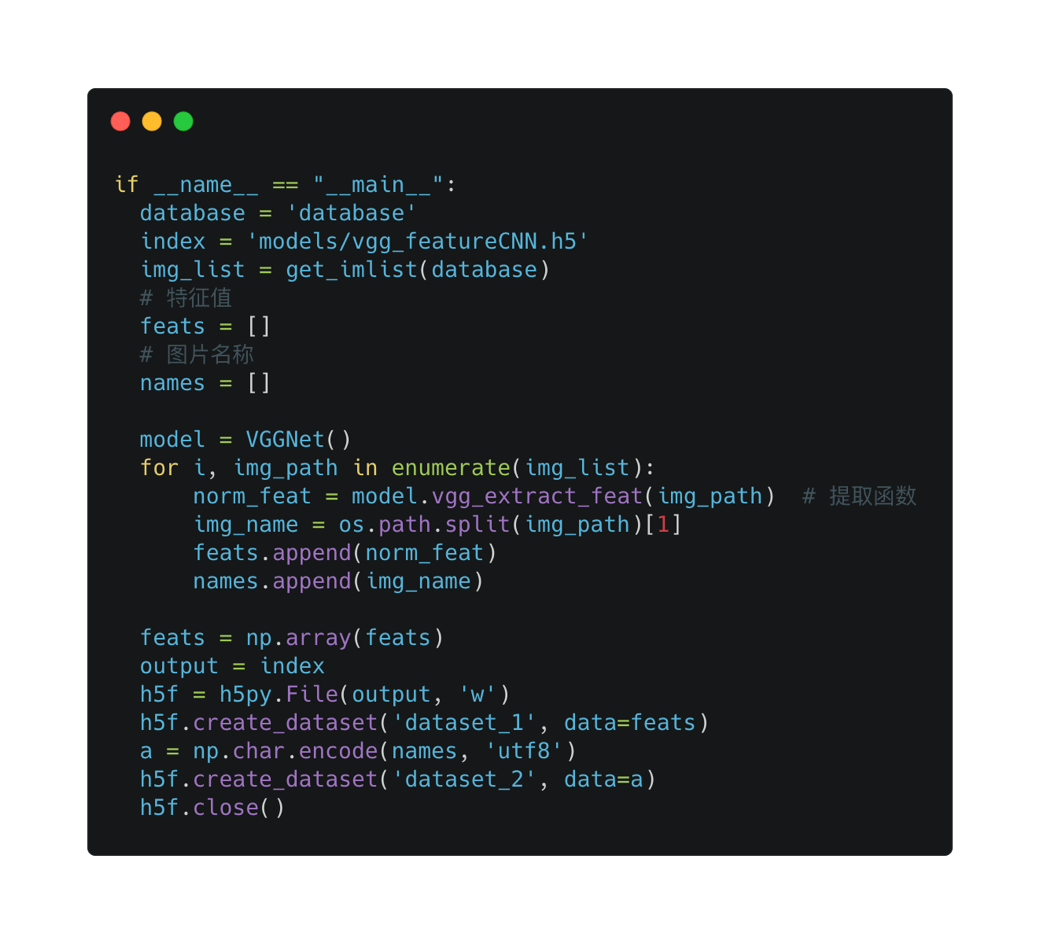 if __name__ == "__main__":
  database = 'database'
  index = 'models/vgg_featureCNN.h5'
  img_list = get_imlist(database)
  # 特征值
  feats = []
  # 图片名称
  names = []

  model = VGGNet()
  for i, img_path in enumerate(img_list):
      norm_feat = model.vgg_extract_feat(img_path)  # 提取函数
      img_name = os.path.split(img_path)[1]
      feats.append(norm_feat)
      names.append(img_name)

  feats = np.array(feats)
  output = index
  h5f = h5py.File(output, 'w')
  h5f.create_dataset('dataset_1', data=feats)
  a = np.char.encode(names, 'utf8')
  h5f.create_dataset('dataset_2', data=a)
  h5f.close()